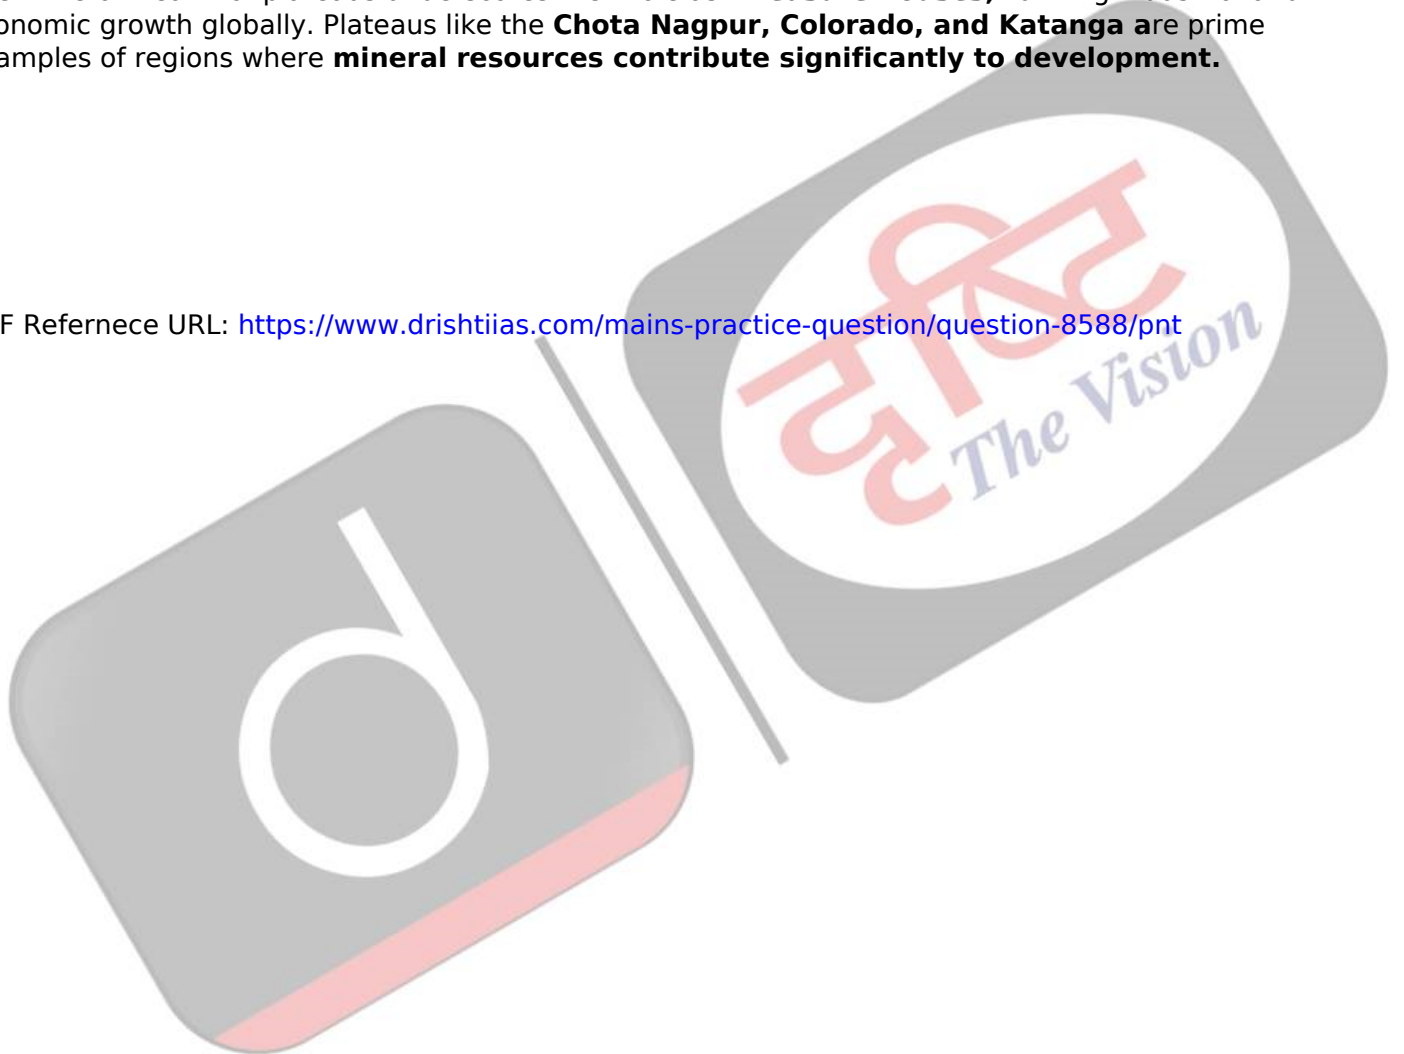 onomic growth globally. Plateaus like the Chota Nagpur, Colorado, and Katanga are prime
amples of regions where mineral resources contribute significantly to development.
F Refernece URL: https://www.drishtiias.com/mains-practice-question/question-8588/pnt
दृष्टि
The Vision
d